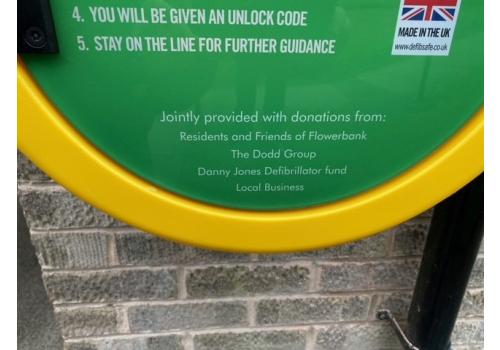 4. YOU WILL BE GIVEN AN UNLOCK CODE
5. STAY ON THE LINE FOR FURTHER GUIDANCE
MADE IN THE UK
www.defibsafe.co.uk
Jointly provided with donations from:
Residents and Friends of Flowerbank
The Dodd Group
Danny Jones Defibrillator fund
Local Business